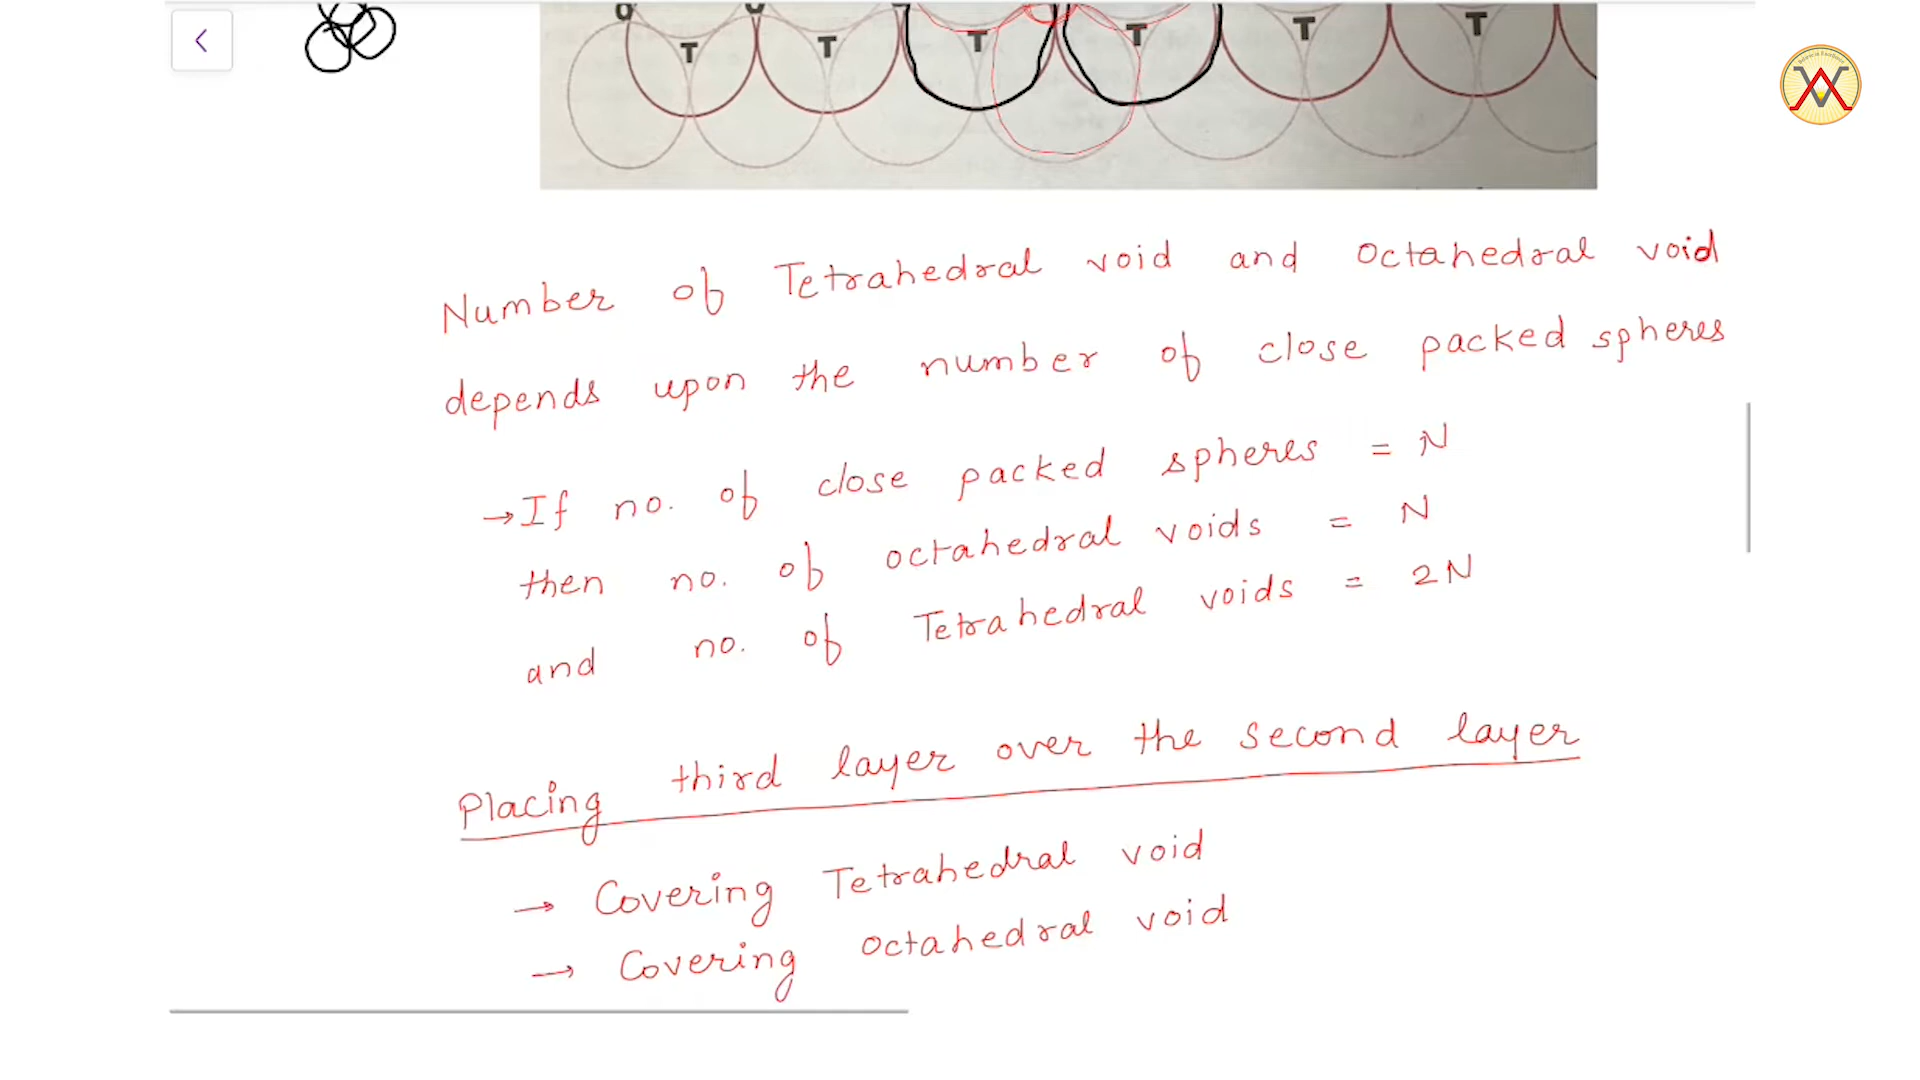 T T T T T T
Number of Tetrahedral void and Octahedral void
depends upon the number of close packed spheres
→ If no. of close packed spheres = N
then no. of octahedral voids = N
and no. of Tetrahedral voids = 2N
Placing third layer over the second layer
→ Covering Tetrahedral void
→ Covering Octahedral void